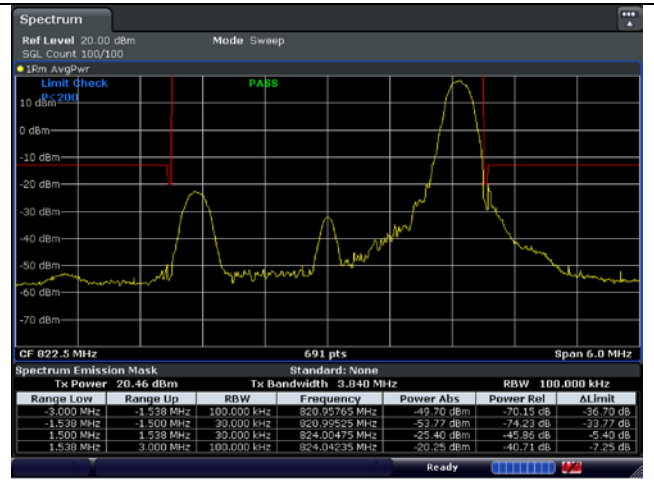 Spectrum
Ref Level 20.00 dBm Mode Sweep
SGL Count 100/100
1Rm AvgPwr
Limit Check PASS
P<200
10 dBm
0 dBm
-10 dBm
-20 dBm
-30 dBm
-40 dBm
-50 dBm
-60 dBm
-70 dBm
CF 822.5 MHz 691 pts Span 6.0 MHz
Spectrum Emission Mask Standard: None
Tx Power 20.46 dBm Tx Bandwidth 3.840 MHz RBW 100.000 kHz
Range Low Range Up RBW Frequency Power Abs Power Rel ΔLimit
-3.000 MHz -1.538 MHz 100.000 kHz 820.95765 MHz -49.70 dBm -70.15 dB -36.70 dB
-1.538 MHz -1.500 MHz 30.000 kHz 820.99525 MHz -53.77 dBm -74.23 dB -33.77 dB
1.500 MHz 1.538 MHz 30.000 kHz 824.00475 MHz -25.40 dBm -45.86 dB -5.40 dB
1.538 MHz 3.000 MHz 100.000 kHz 824.04235 MHz -20.25 dBm -40.71 dB -7.25 dB
Ready